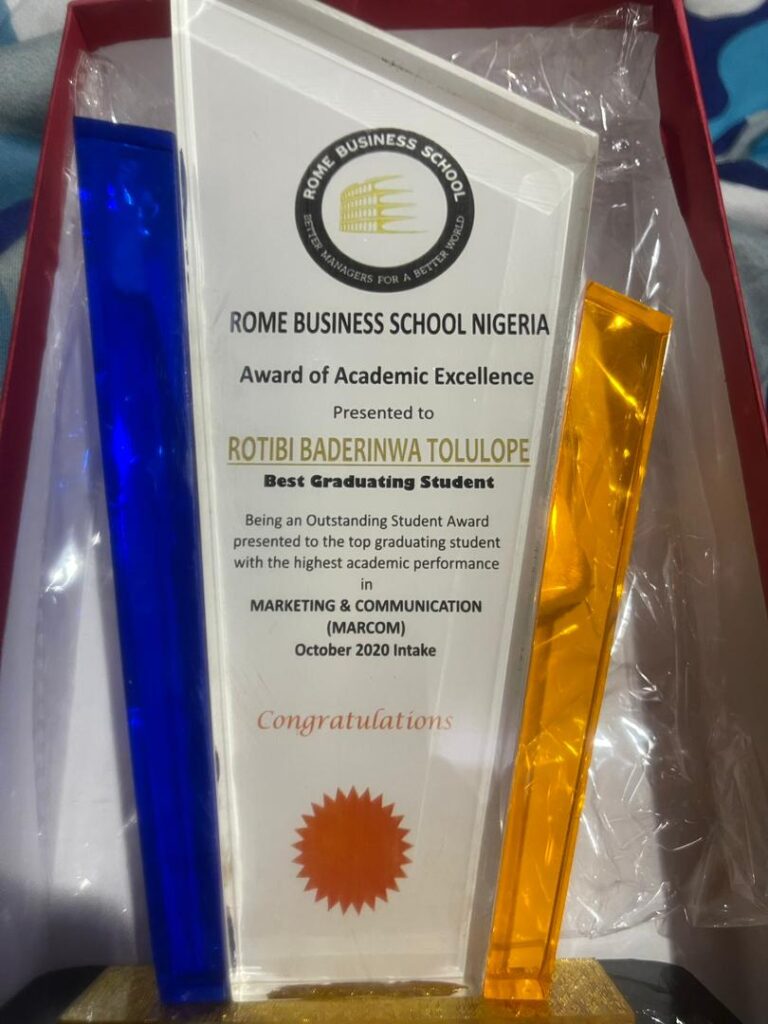 ROME BUSINESS SCHOOL
BETTER MANAGERS FOR A BETTER WORLD
ROME BUSINESS SCHOOL NIGERIA
Award of Academic Excellence
Presented to
ROTIBI BADERINWA TOLULOPE
Best Graduating Student
Being an Outstanding Student Award
presented to the top graduating student
with the highest academic performance
in
MARKETING & COMMUNICATION
(MARCOM)
October 2020 Intake
Congratulations